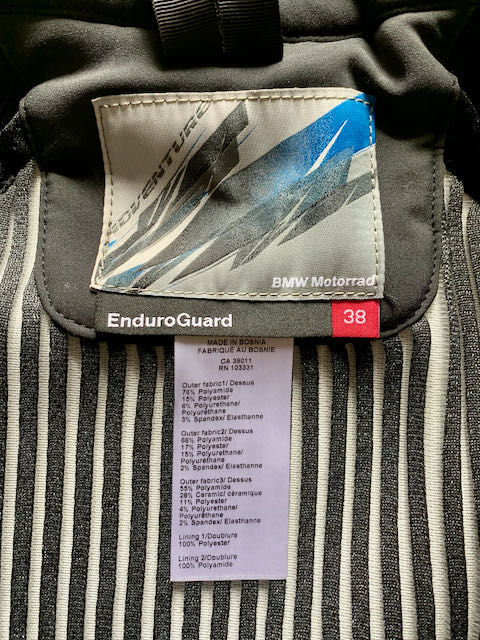 ADVENTURE
BMW Motorrad
EnduroGuard 38
MADE IN BOSNIA
FABRIQUE AU BOSNIE
CA 39011
RN 103331
Outer fabric1/ Dessus
76% Polyamide
15% Polyester
6% Polyurethane/
Polyuréthane
3% Spandex/ Elasthanne
Outer fabric2/ Dessus
66% Polyamide
17% Polyester
15% Polyurethane/
Polyuréthane
2% Spandex/ Elasthanne
Outer fabric3/ Dessus
55% Polyamide
28% Ceramic/ céramique
11% Polyester
4% Polyurethane/
Polyuréthane
2% Spandex/ Elasthanne
Lining 1/Doublure
100% Polyester
Lining 2/Doublure
100% Polyester